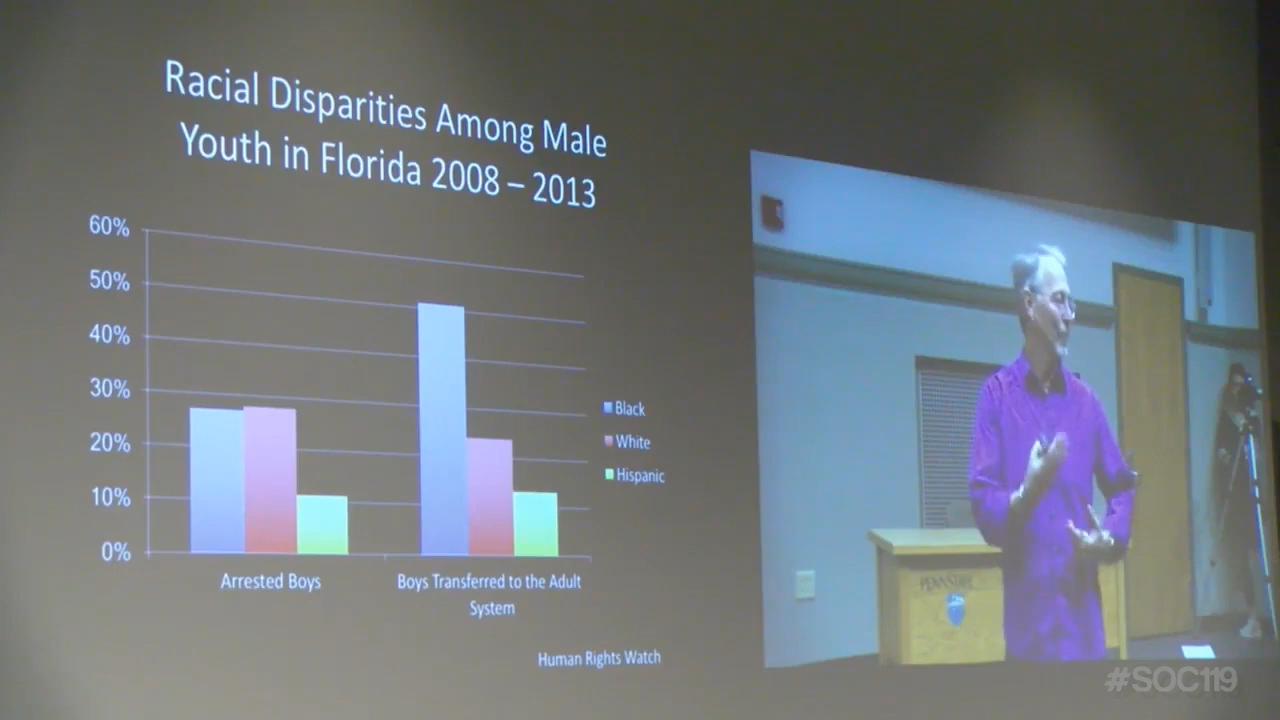 Racial Disparities Among Male
Youth in Florida 2008 – 2013
60%
50%
40%
30%
20%
10%
0%
Black
White
Hispanic
Arrested Boys
Boys Transferred to the Adult
System
Human Rights Watch
PENNSTATE
#SOC119